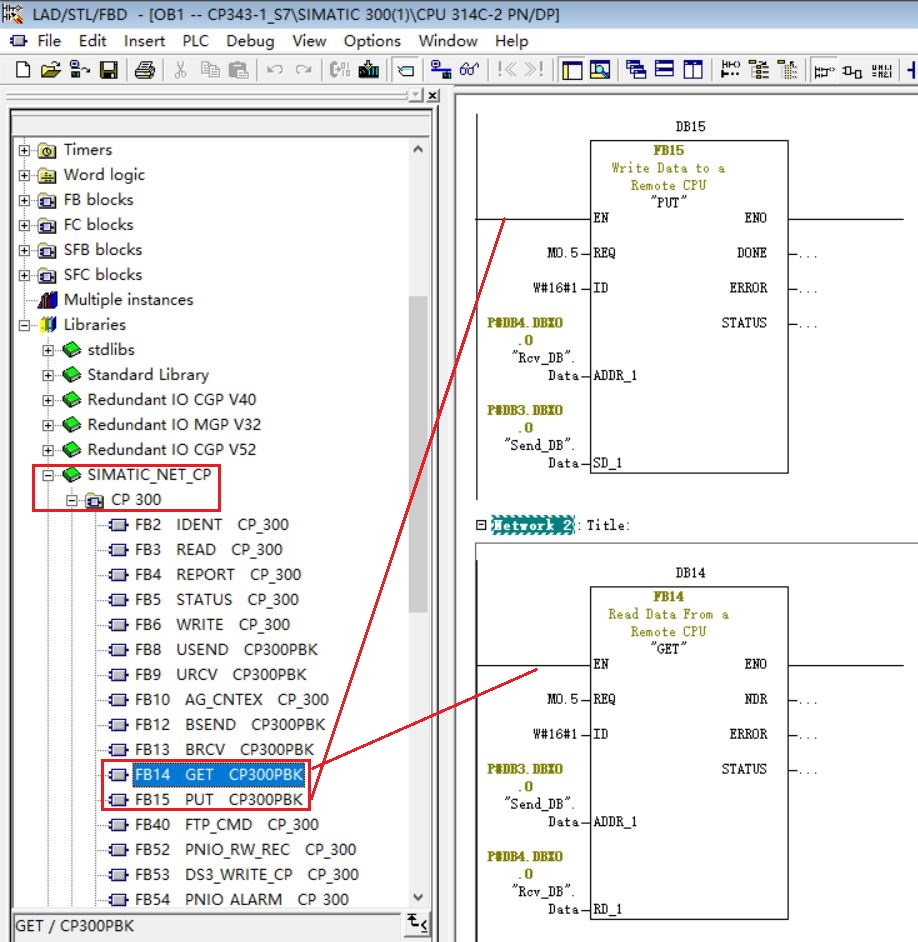 LAD/STL/FBD - [OB1 -- CP343-1_S7\SIMATIC 300(1)\CPU 314C-2 PN/DP]
File Edit Insert PLC Debug View Options Window Help
Timers
Word logic
FB blocks
FC blocks
SFB blocks
SFC blocks
Multiple instances
Libraries
stdlibs
Standard Library
Redundant IO CGP V40
Redundant IO MGP V32
Redundant IO CGP V52
SIMATIC_NET_CP
CP 300
FB2 IDENT CP_300
FB3 READ CP_300
FB4 REPORT CP_300
FB5 STATUS CP_300
FB6 WRITE CP_300
FB8 USEND CP300PBK
FB9 URCV CP300PBK
FB10 AG_CNTEX CP_300
FB12 BSEND CP300PBK
FB13 BRCV CP300PBK
FB14 GET CP300PBK
FB15 PUT CP300PBK
FB40 FTP_CMD CP_300
FB52 PNIO_RW_REC CP_300
FB53 DS3_WRITE_CP CP_300
FB54 PNIO ALARM CP 300
GET / CP300PBK
DB15
FB15
Write Data to a
Remote CPU
"PUT"
EN ENO
M0.5 REQ DONE ...
W#16#1 ID ERROR ...
P#DB4.DBX0 STATUS ...
.0
"Rcv_DB".
Data ADDR_1
P#DB3.DBX0
.0
"Send_DB".
Data SD_1
Network 2 : Title:
DB14
FB14
Read Data From a
Remote CPU
"GET"
EN ENO
M0.5 REQ NDR ...
W#16#1 ID ERROR ...
P#DB3.DBX0 STATUS ...
.0
"Send_DB".
Data ADDR_1
P#DB4.DBX0
.0
"Rcv_DB".
Data RD_1